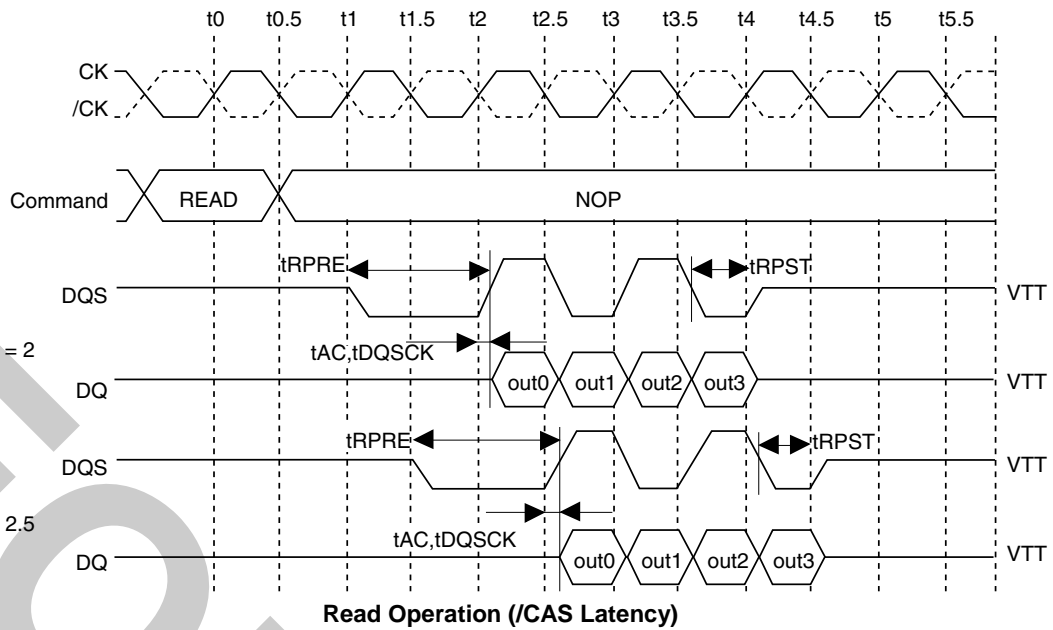 t0 t0.5 t1 t1.5 t2 t2.5 t3 t3.5 t4 t4.5 t5 t5.5
CK
/CK
Command READ NOP
tRPRE tRPST
DQS VTT
= 2
tAC,tDQSCK
DQ out0 out1 out2 out3 VTT
tRPRE tRPST
DQS VTT
2.5
tAC,tDQSCK
DQ out0 out1 out2 out3 VTT
Read Operation (/CAS Latency)